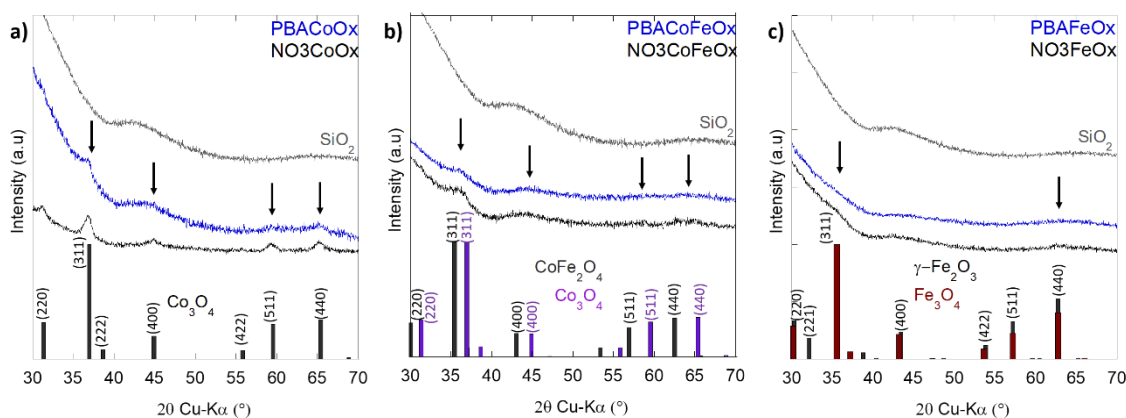 a)
PBACoOx
NO3CoOx
SiO2
Intensity (a.u)
(220)
(311)
(222)
Co3O4
(400)
(422)
(511)
(440)
30 35 40 45 50 55 60 65 70
2θ Cu-Kα (°)
b)
PBACoFeOx
NO3CoFeOx
SiO2
Intensity (a.u)
(220)
(220)
(311)
(311)
CoFe2O4
Co3O4
(400)
(400)
(511)
(511)
(440)
(440)
30 35 40 45 50 55 60 65 70
2θ Cu-Kα (°)
c)
PBAFeOx
NO3FeOx
SiO2
Intensity (a.u)
(220)
(221)
(311)
γ-Fe2O3
Fe3O4
(400)
(422)
(511)
(440)
30 35 40 45 50 55 60 65 70
2θ Cu-Kα (°)